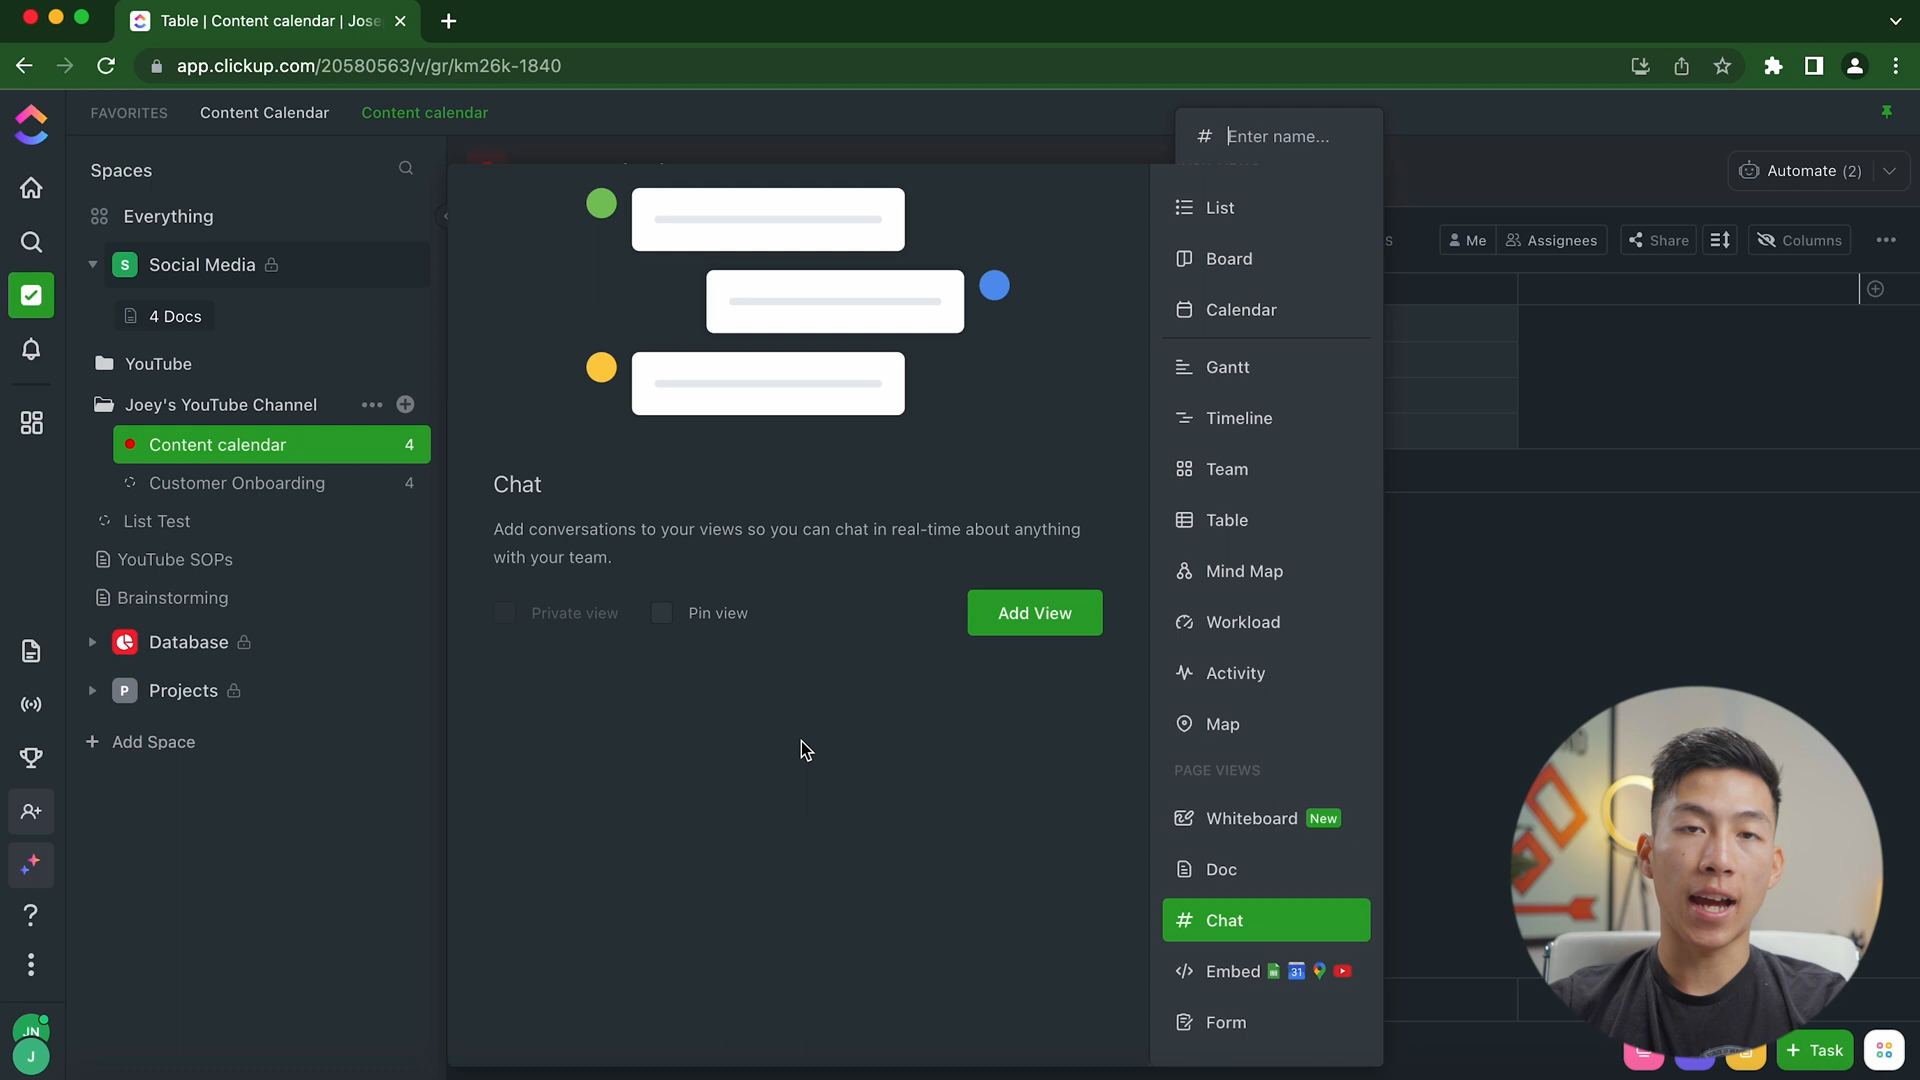 Table | Content calendar | Jose
app.clickup.com/20580563/v/gr/km26k-1840
FAVORITES
Content Calendar
Content calendar
# Enter name...
Spaces
Automate (2)
Everything
List
S
Me
Assignees
Share
Columns
Board
S
Social Media
4 Docs
Calendar
YouTube
Gantt
Joey's YouTube Channel
Timeline
Content calendar 4
Team
Customer Onboarding 4
Chat
List Test
Table
Add conversations to your views so you can chat in real-time about anything
with your team.
YouTube SOPs
Mind Map
Brainstorming
Private view
Pin view
Add View
Workload
Database
Activity
P
Projects
Map
+ Add Space
PAGE VIEWS
Whiteboard New
Doc
# Chat
Embed 31
Form
JN
J
+ Task